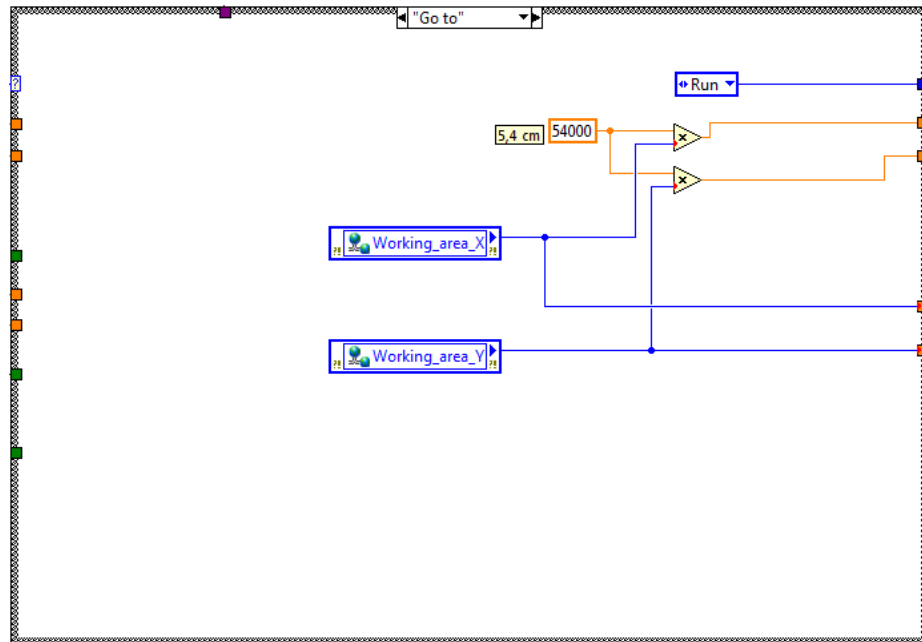 "Go to"
?
Run
5,4 cm
54000
×
×
Working_area_X
?!
?!
Working_area_Y
?!
?!